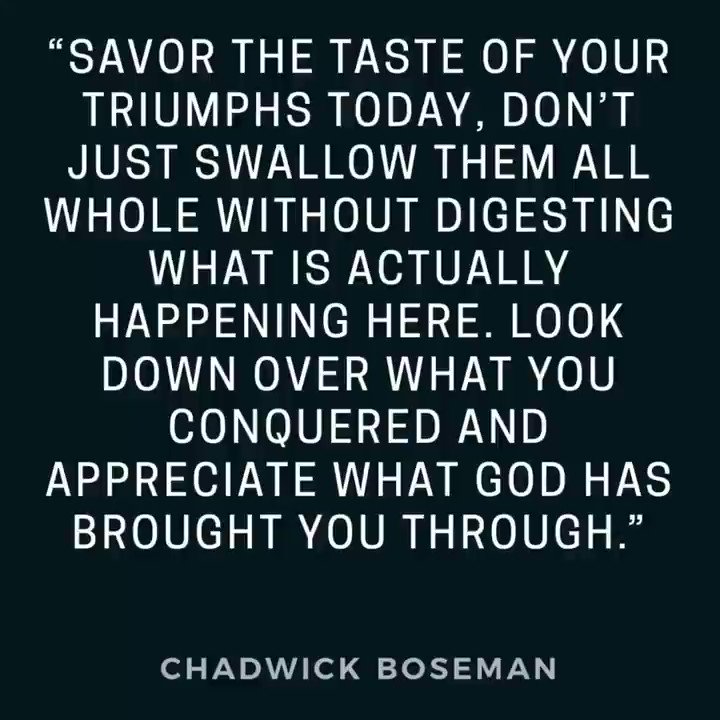 “SAVOR THE TASTE OF YOUR
TRIUMPHS TODAY, DON’T
JUST SWALLOW THEM ALL
WHOLE WITHOUT DIGESTING
WHAT IS ACTUALLY
HAPPENING HERE. LOOK
DOWN OVER WHAT YOU
CONQUERED AND
APPRECIATE WHAT GOD HAS
BROUGHT YOU THROUGH.”
CHADWICK BOSEMAN